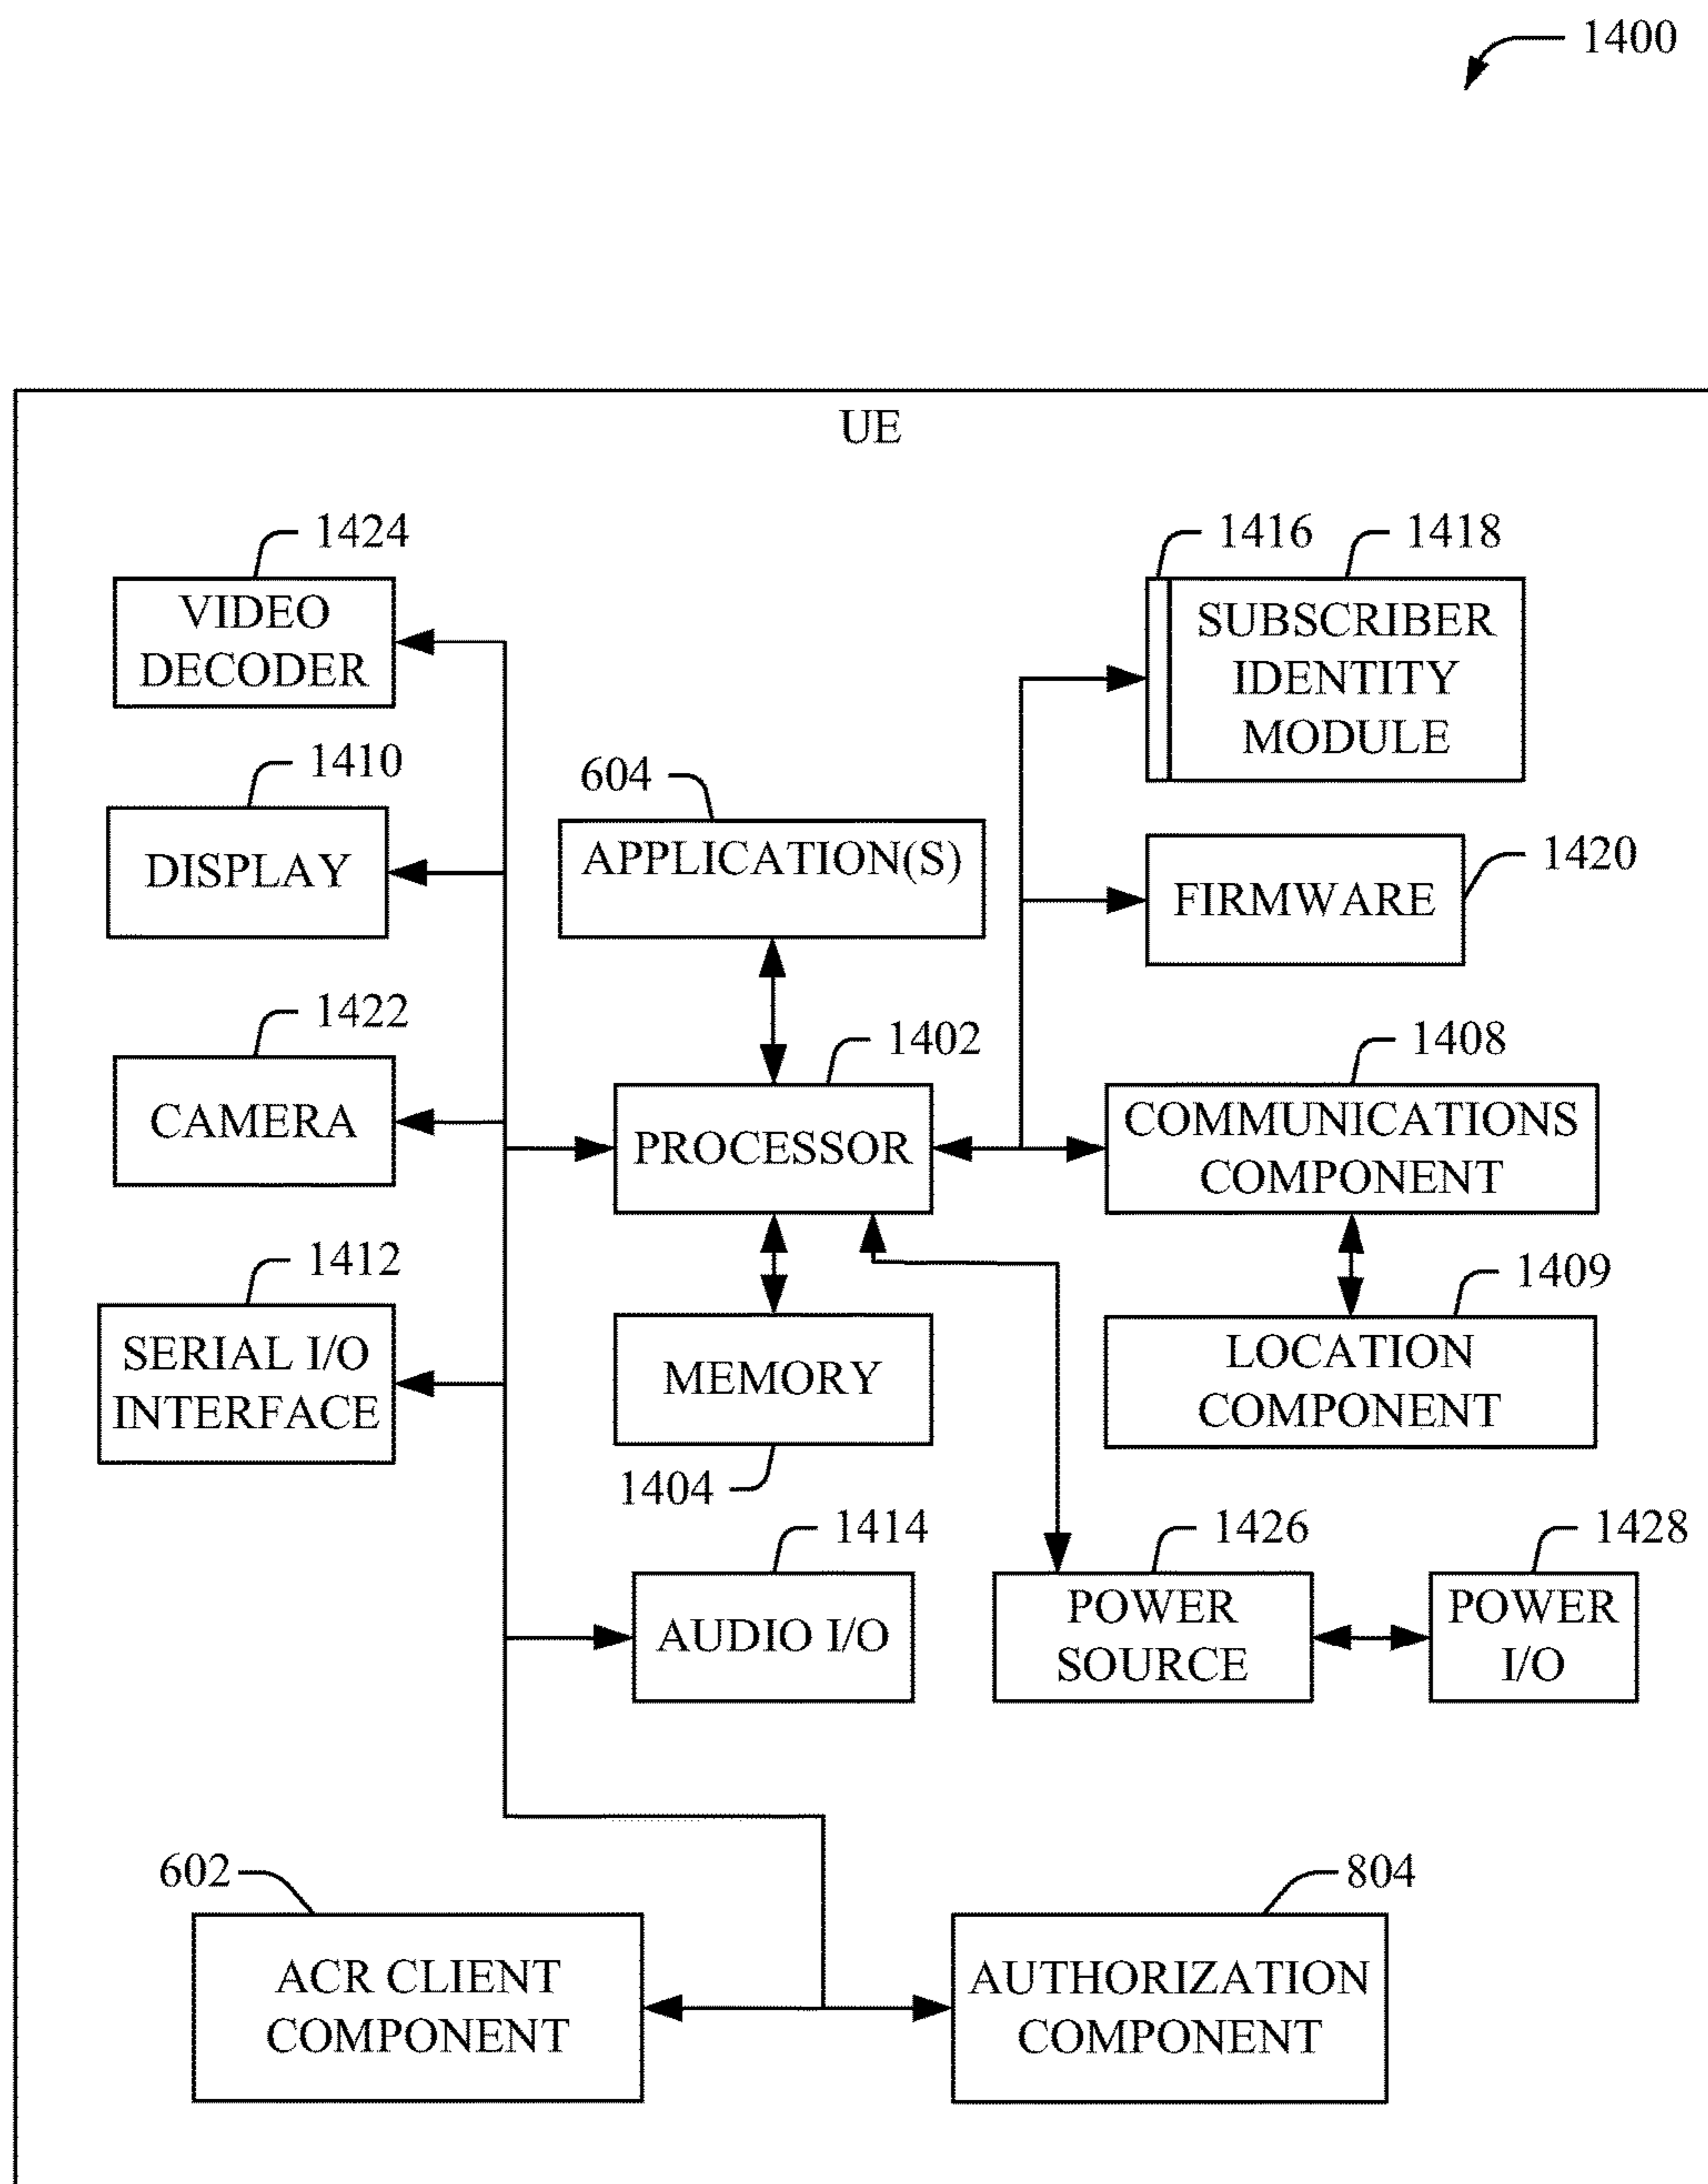 1400
UE
1424
VIDEO
DECODER
1416
1418
SUBSCRIBER
IDENTITY
MODULE
1410
DISPLAY
604
APPLICATION(S)
1420
FIRMWARE
1422
CAMERA
1402
PROCESSOR
1408
COMMUNICATIONS
COMPONENT
1412
SERIAL I/O
INTERFACE
MEMORY
1404
1409
LOCATION
COMPONENT
1414
AUDIO I/O
1426
POWER
SOURCE
1428
POWER
I/O
602
ACR CLIENT
COMPONENT
804
AUTHORIZATION
COMPONENT